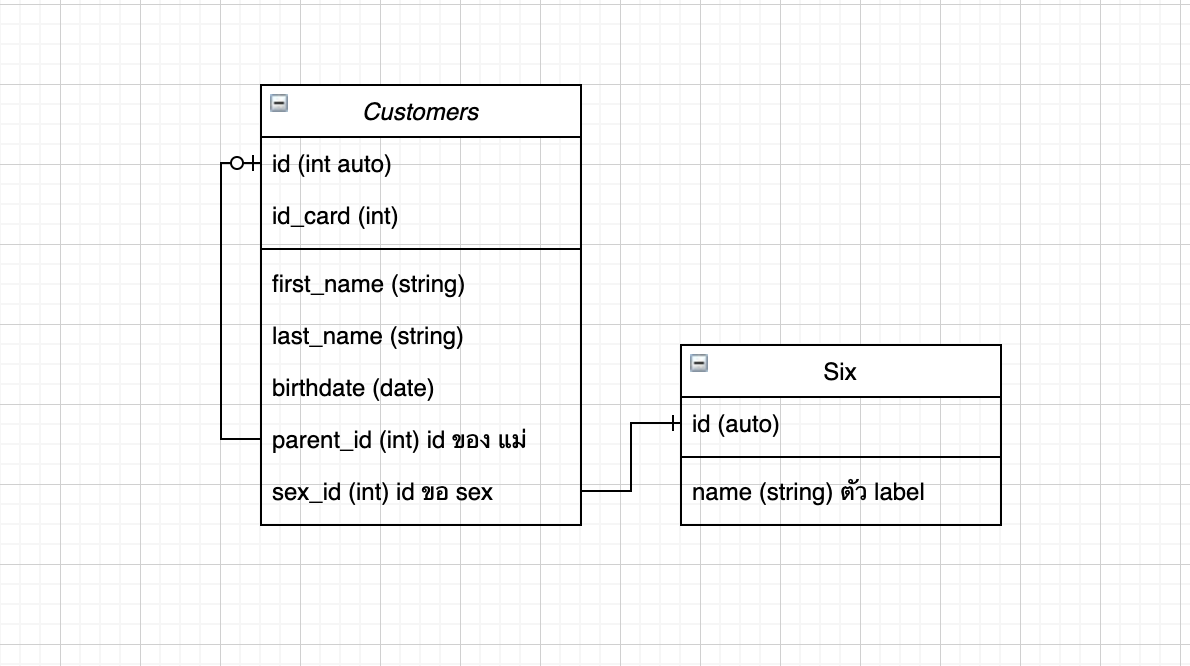 Customers
id (int auto)
id_card (int)
first_name (string)
last_name (string)
birthdate (date)
parent_id (int) id ของ แม่
sex_id (int) id ขอ sex
Six
id (auto)
name (string) ตัว label